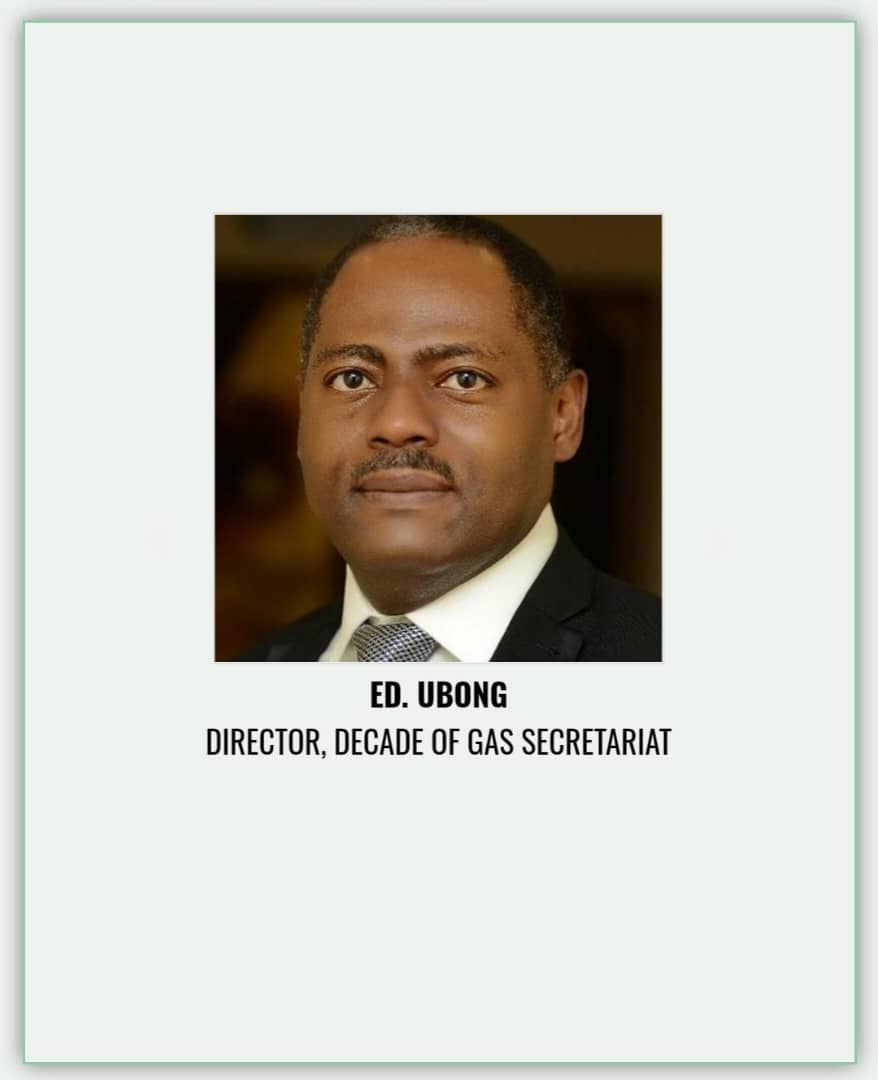 ED. UBONG
DIRECTOR, DECADE OF GAS SECRETARIAT